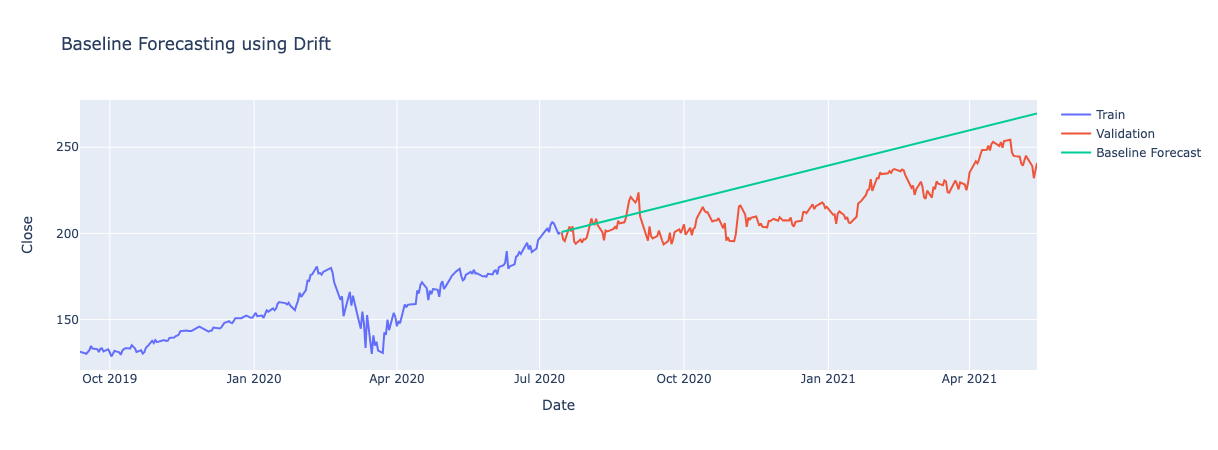 Baseline Forecasting using Drift
Train
Validation
Baseline Forecast
250
200
150
Close
Oct 2019
Jan 2020
Apr 2020
Jul 2020
Oct 2020
Jan 2021
Apr 2021
Date